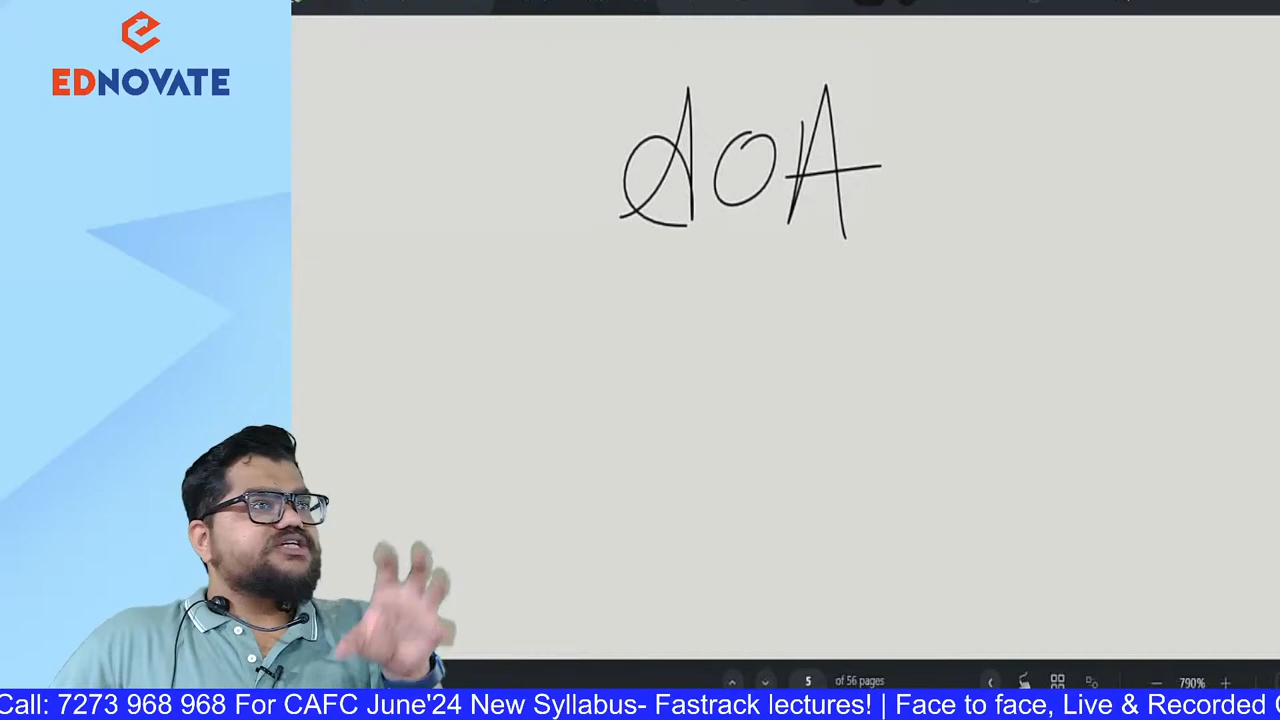 EDNOVATE
AOA
5 of 56 pages
790%
Call: 7273 968 968 For CAFC June'24 New Syllabus- Fastrack lectures! | Face to face, Live & Recorded